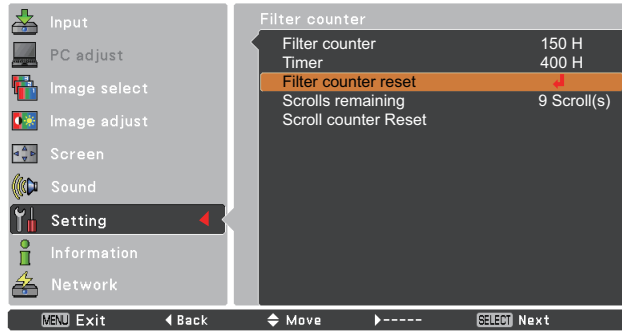 Input
PC adjust
Image select
Image adjust
Screen
Sound
Setting
Information
Network
Filter counter
Filter counter 150 H
Timer 400 H
Filter counter reset
Scrolls remaining 9 Scroll(s)
Scroll counter Reset
MENU Exit Back Move ----- SELECT Next